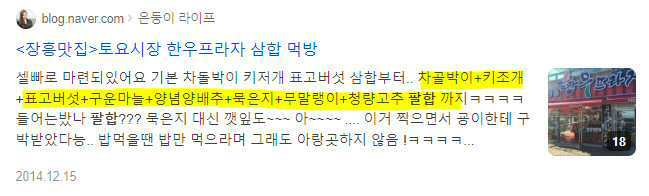 blog.naver.com › 온둥이 라이프
<장흥맛집>토요시장 한우프라자 삼합 먹방
셀빠로 마련되있어요 기본 차돌박이 키저개 표고버섯 삼합부터.. 차골박이+키조개
+표고버섯+구운마늘+양념양배추+묵은지+무말랭이+청량고추 팔합 까지ㅋㅋㅋㅋ
들어는봤나 팔합??? 묵은지 대신 깻잎도~~~ 아~~~~ .... 이거 찍으면서 공이한테 구
박받았다능.. 밥먹을땐 밥만 먹으라며 그래도 아랑곳하지 않음 !ㅋㅋㅋㅋ...
18
2014.12.15